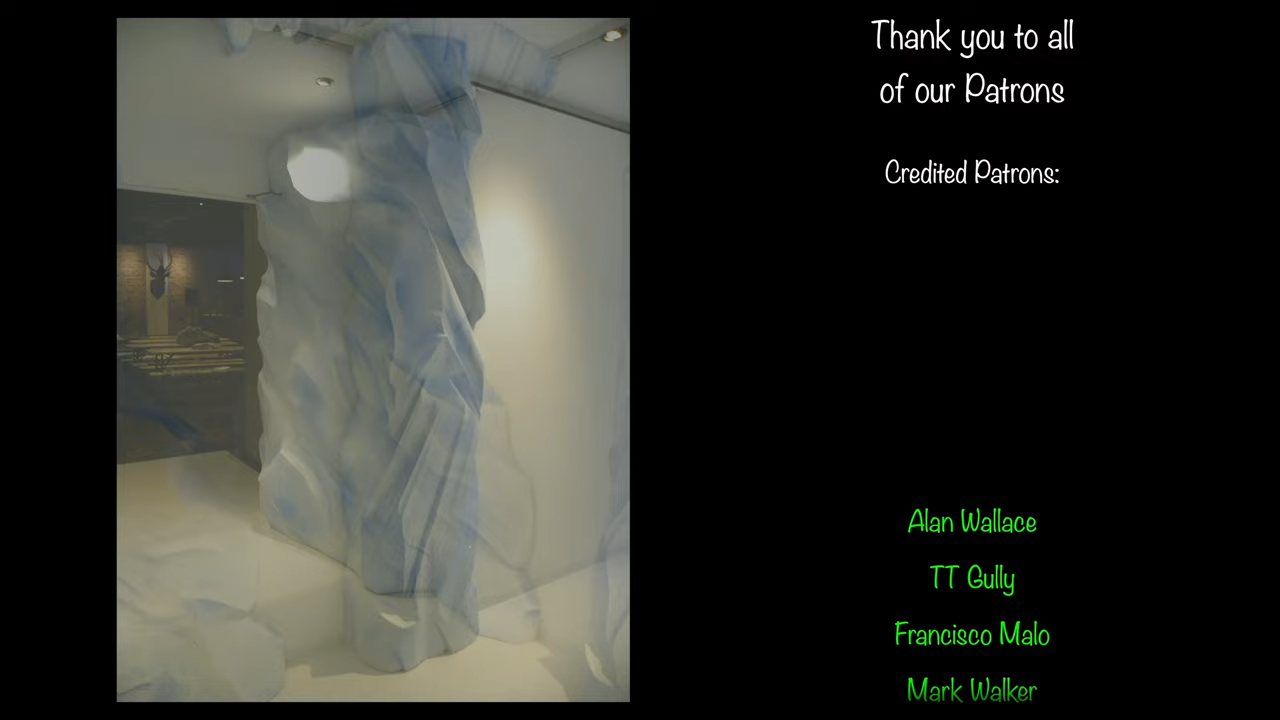 Thank you to all
of our Patrons
Credited Patrons:
Alan Wallace
TT Gully
Francisco Malo
Mark Walker